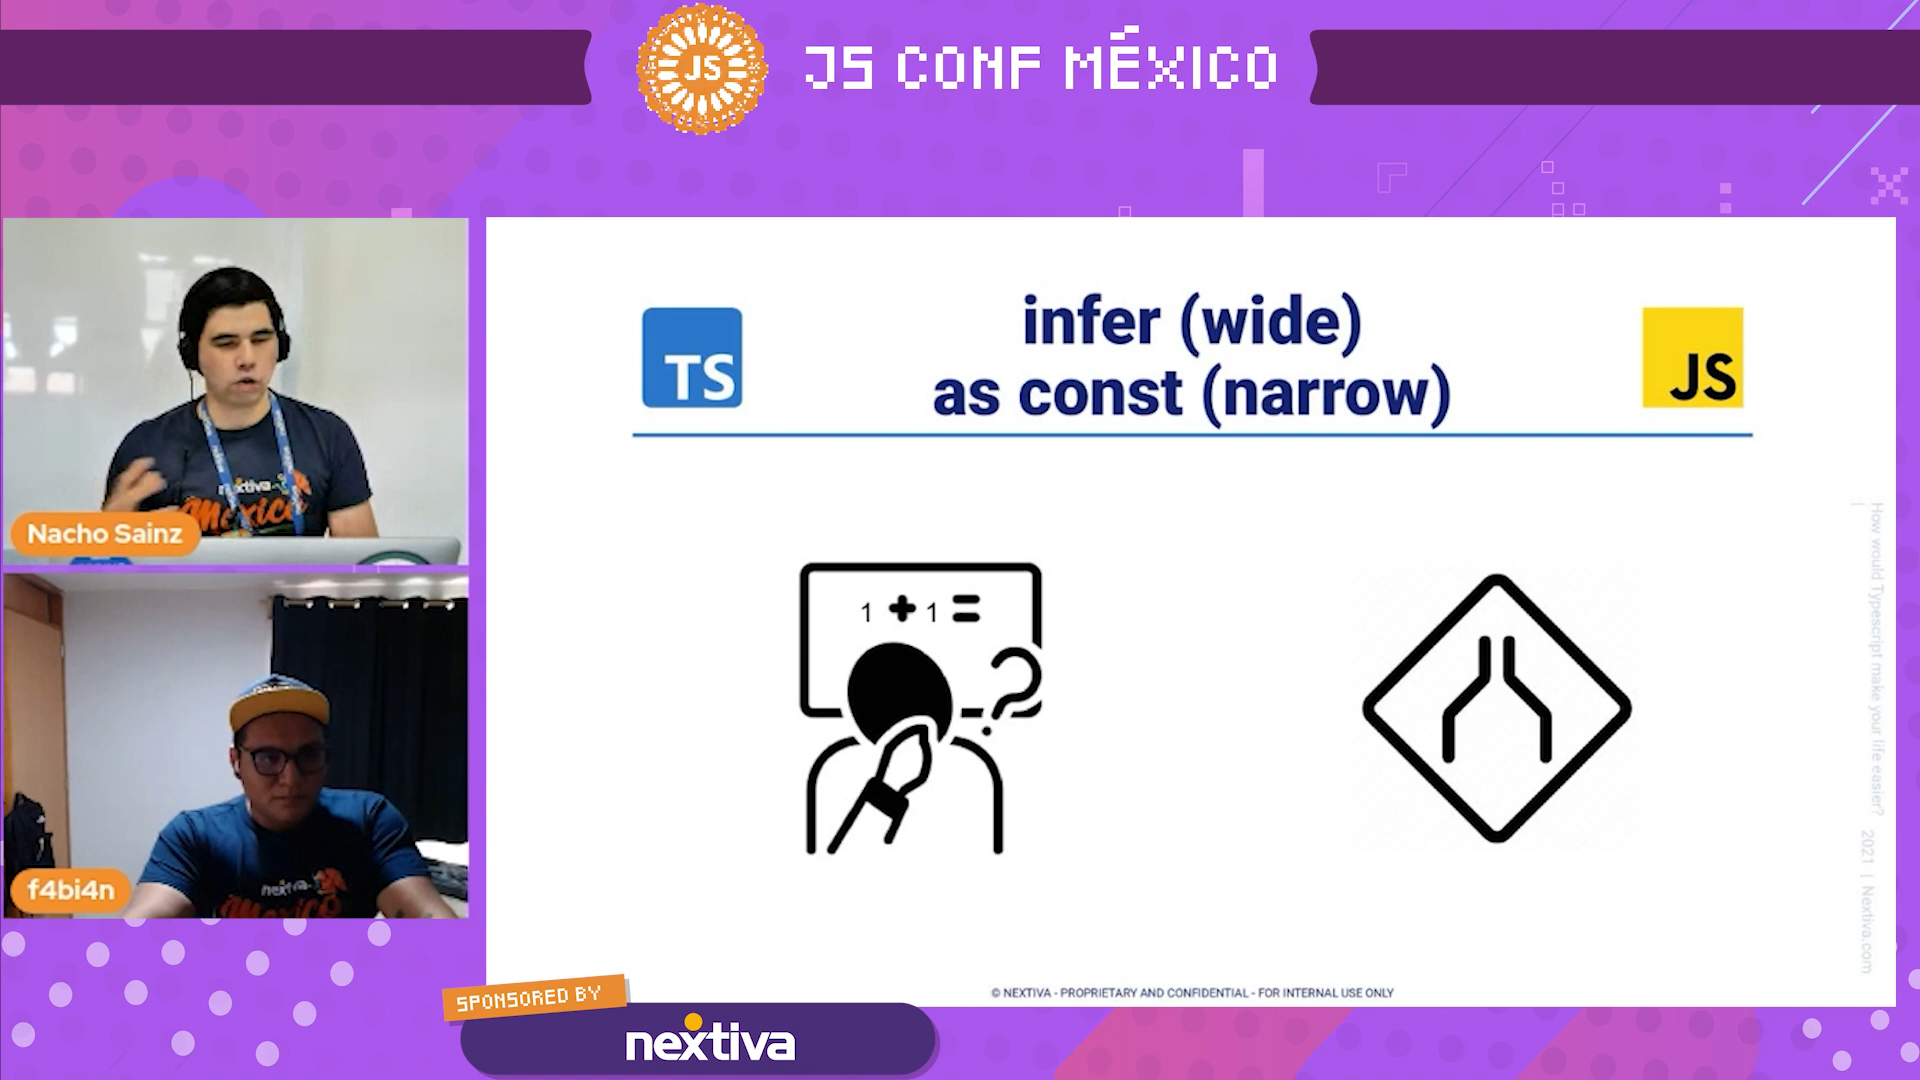 JS
JS CONF MÉXICO
nextiva
México
Nacho Sainz
nextiva
México
f4bi4n
TS
infer (wide)
as const (narrow)
JS
1 + 1 =
?
How would Typescript make your life easier? 2021 | Nextiva.com
© NEXTIVA - PROPRIETARY AND CONFIDENTIAL - FOR INTERNAL USE ONLY
SPONSORED BY
nextiva